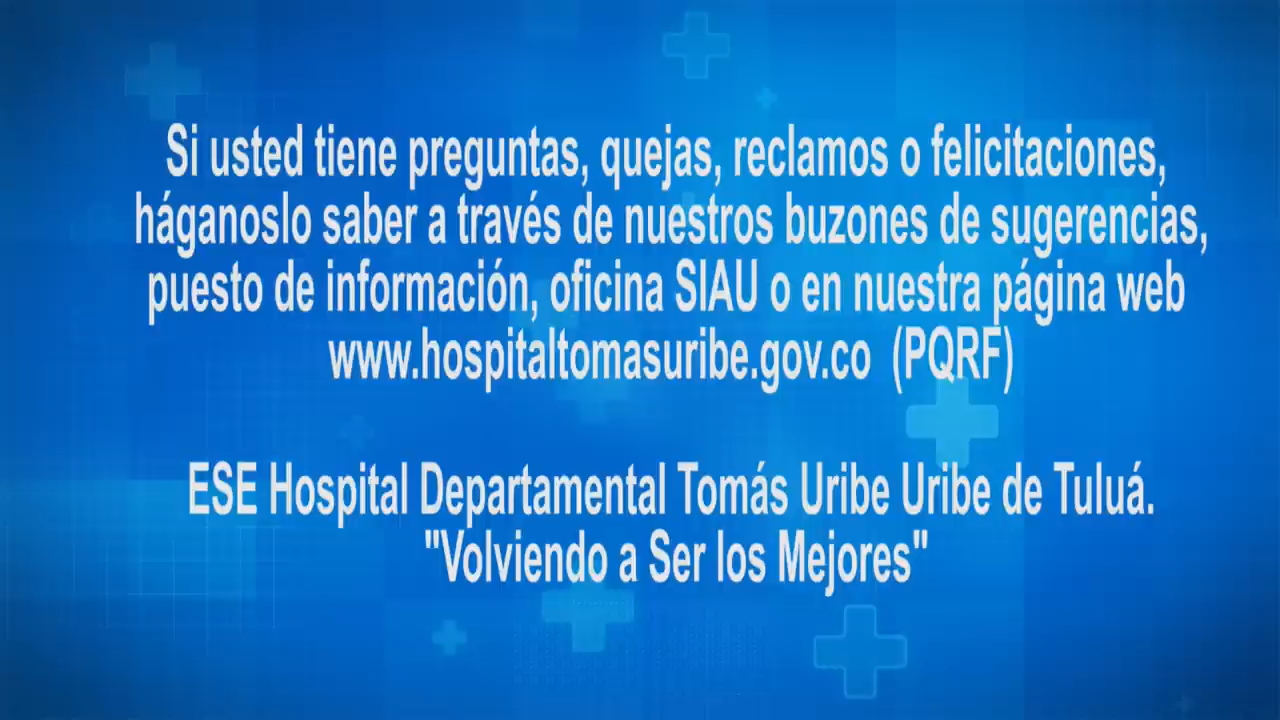 Si usted tiene preguntas, quejas, reclamos o felicitaciones,
háganoslo saber a través de nuestros buzones de sugerencias,
puesto de información, oficina SIAU o en nuestra página web
www.hospitaltomasuribe.gov.co (PQRF)
ESE Hospital Departamental Tomás Uribe Uribe de Tuluá.
"Volviendo a Ser los Mejores"